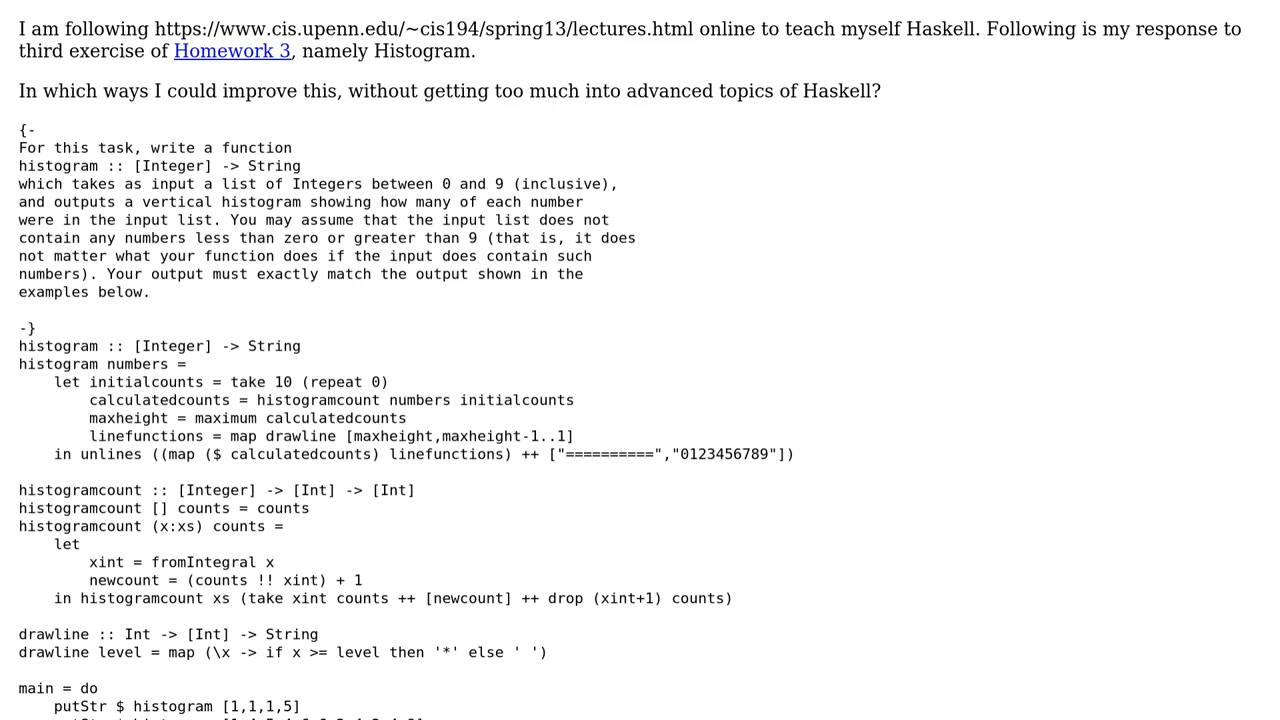 I am following https://www.cis.upenn.edu/~cis194/spring13/lectures.html online to teach myself Haskell. Following is my response to
third exercise of Homework 3, namely Histogram.
In which ways I could improve this, without getting too much into advanced topics of Haskell?
{-
For this task, write a function
histogram :: [Integer] -> String
which takes as input a list of Integers between 0 and 9 (inclusive),
and outputs a vertical histogram showing how many of each number
were in the input list. You may assume that the input list does not
contain any numbers less than zero or greater than 9 (that is, it does
not matter what your function does if the input does contain such
numbers). Your output must exactly match the output shown in the
examples below.
-}
histogram :: [Integer] -> String
histogram numbers =
    let initialcounts = take 10 (repeat 0)
        calculatedcounts = histogramcount numbers initialcounts
        maxheight = maximum calculatedcounts
        linefunctions = map drawline [maxheight,maxheight-1..1]
    in unlines ((map ($ calculatedcounts) linefunctions) ++ ["==========","0123456789"])
histogramcount :: [Integer] -> [Int] -> [Int]
histogramcount [] counts = counts
histogramcount (x:xs) counts =
    let
        xint = fromIntegral x
        newcount = (counts !! xint) + 1
    in histogramcount xs (take xint counts ++ [newcount] ++ drop (xint+1) counts)
drawline :: Int -> [Int] -> String
drawline level = map (\x -> if x >= level then '*' else ' ')
main = do
    putStr $ histogram [1,1,1,5]